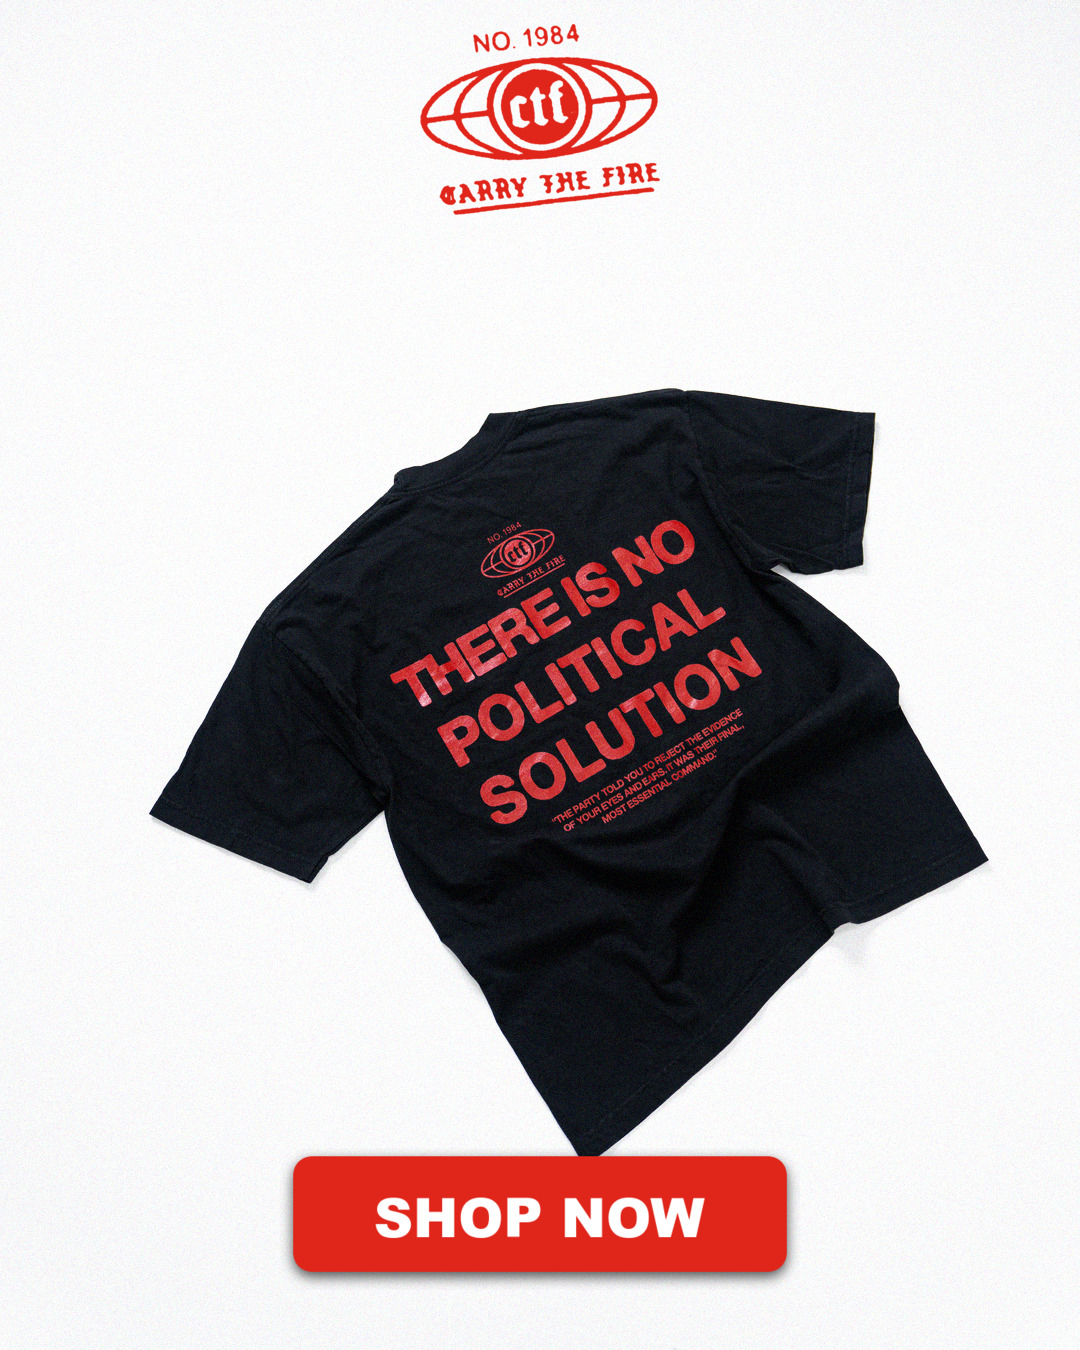 NO. 1984
ctf
CARRY THE FIRE
NO. 1984
ctf
CARRY THE FIRE
THERE IS NO
POLITICAL
SOLUTION
"THE PARTY TOLD YOU TO REJECT THE EVIDENCE
OF YOUR EYES AND EARS. IT WAS THEIR FINAL,
MOST ESSENTIAL COMMAND."
SHOP NOW